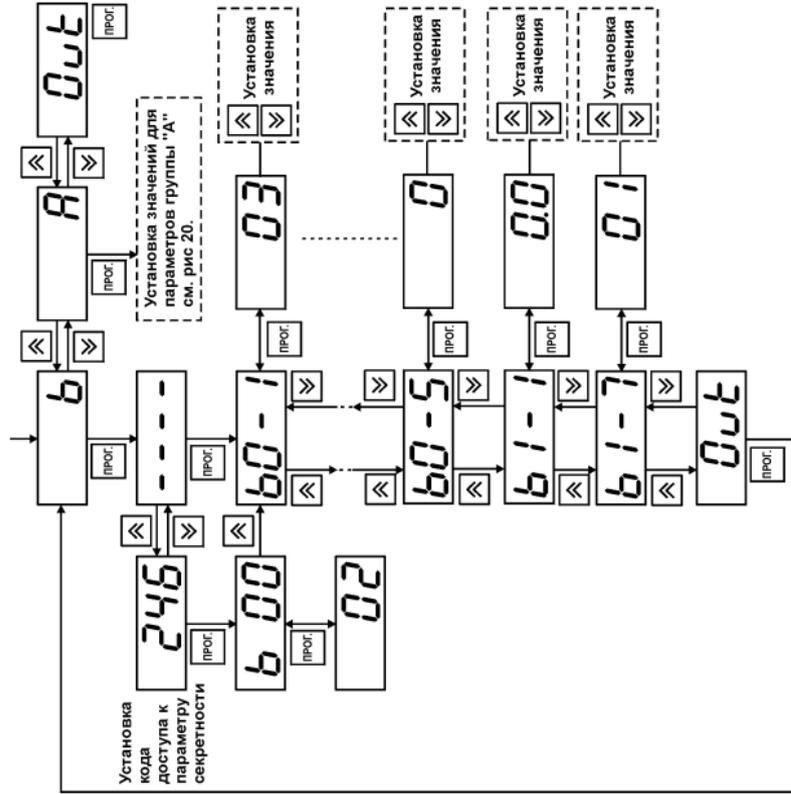 b
A
Out
ПРОГ.
ПРОГ.
ПРОГ.
Установка
кода
доступа к
параметру
секретности
246
----
Установка значений для
параметров группы "А"
см. рис 20.
ПРОГ.
ПРОГ.
b 00
b0-1
03
Установка
значения
ПРОГ.
ПРОГ.
02
b0-5
0
Установка
значения
ПРОГ.
b1-1
0.0
Установка
значения
ПРОГ.
b1-7
01
Установка
значения
ПРОГ.
Out
ПРОГ.